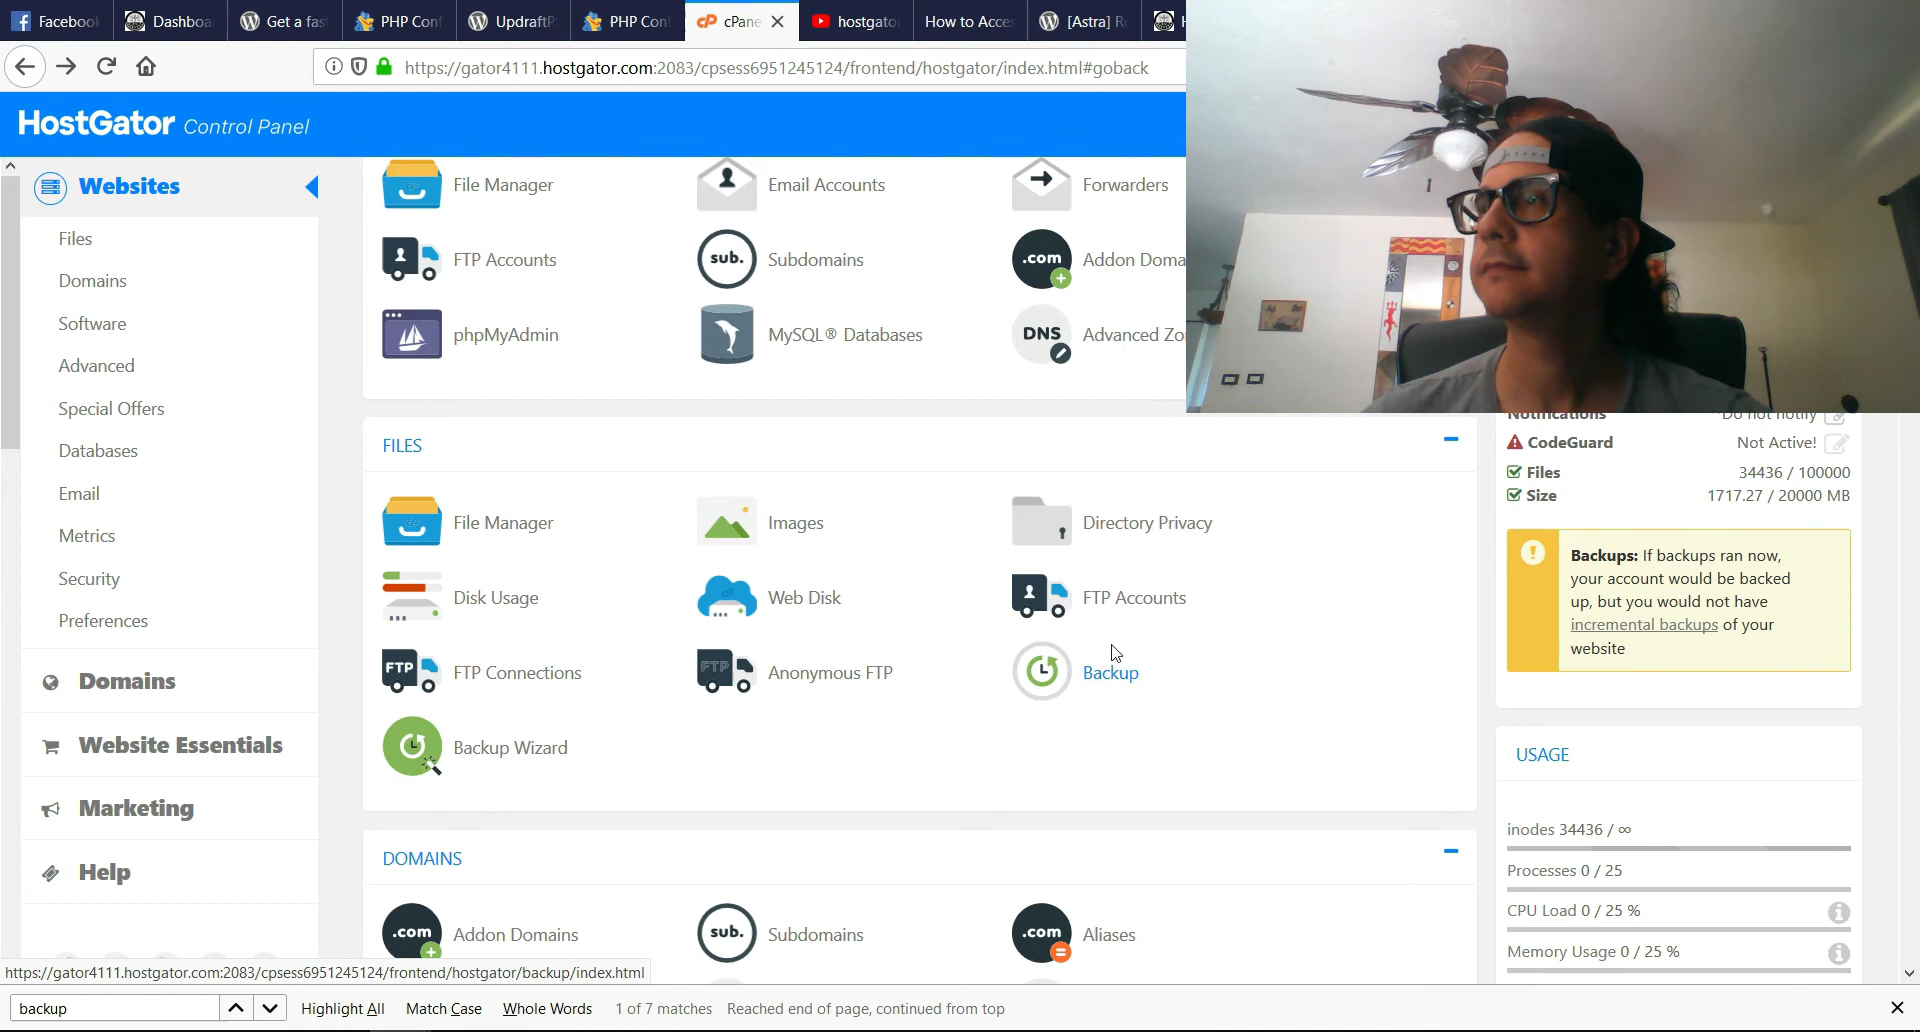 Facebook
Dashboa
Get a fas
PHP Con
UpdraftP
PHP Con
cPane
hostgato
How to Acce
[Astra] R
https://gator4111.hostgator.com:2083/cpsess6951245124/frontend/hostgator/index.html#goback
HostGator Control Panel
Websites
Files
Domains
Software
Advanced
Special Offers
Databases
Email
Metrics
Security
Preferences
Domains
Website Essentials
Marketing
Help
File Manager
Email Accounts
Forwarders
FTP Accounts
sub.
Subdomains
.com
Addon Doma
phpMyAdmin
MySQL® Databases
DNS
Advanced Zo
FILES
File Manager
Images
Directory Privacy
Disk Usage
Web Disk
FTP Accounts
FTP
FTP Connections
FTP
Anonymous FTP
Backup
Backup Wizard
DOMAINS
.com
Addon Domains
sub.
Subdomains
.com
Aliases
Notifications Do not notify
CodeGuard Not Active!
Files 34436 / 100000
Size 1717.27 / 20000 MB
Backups: If backups ran now,
your account would be backed
up, but you would not have
incremental backups of your
website
USAGE
inodes 34436 / ∞
Processes 0 / 25
CPU Load 0 / 25 %
Memory Usage 0 / 25 %
https://gator4111.hostgator.com:2083/cpsess6951245124/frontend/hostgator/backup/index.html
backup
Highlight All
Match Case
Whole Words
1 of 7 matches
Reached end of page, continued from top